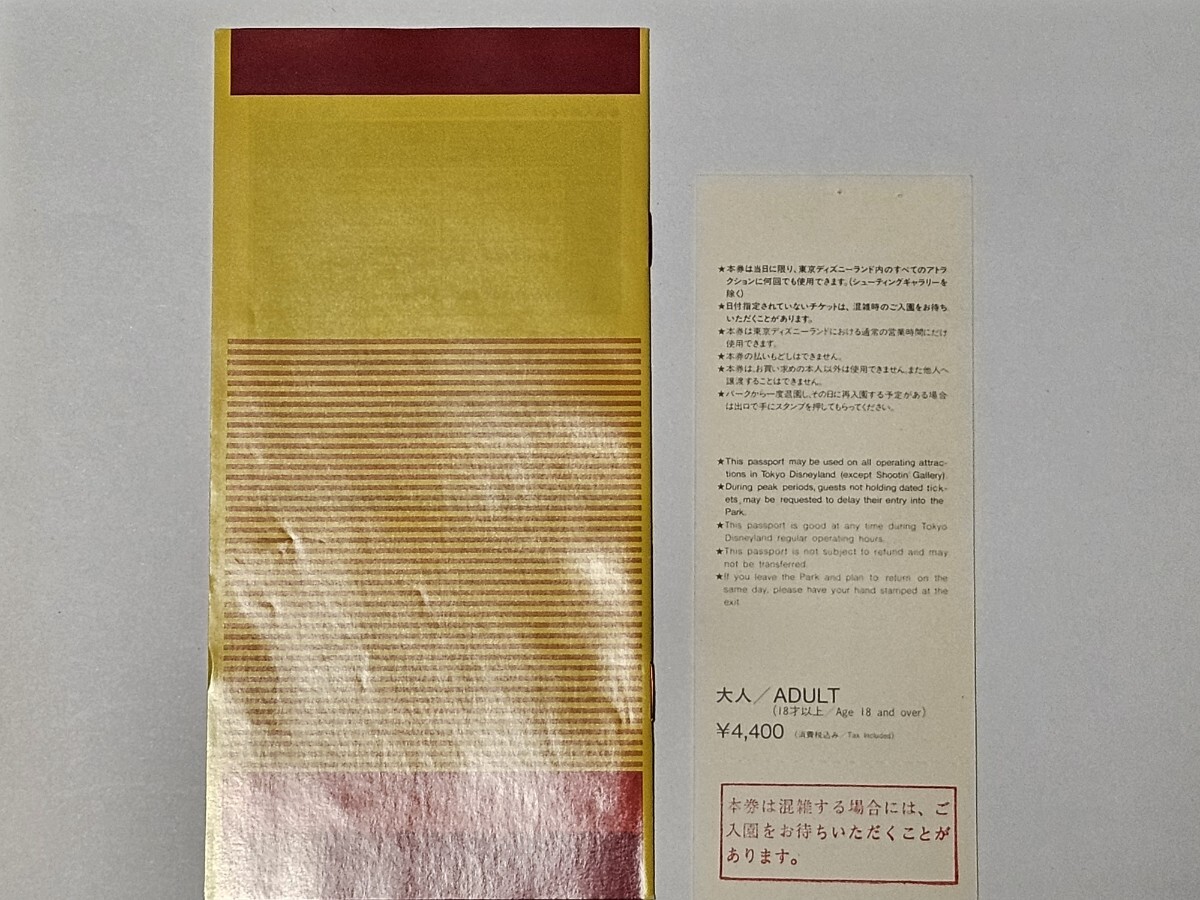 ★本券は当日に限り、東京ディズニーランド内のすべてのアトラ
クションに何回でも使用できます。(シューティングギャラリーを
除く)
★日付指定されていないチケットは、混雑時のご入園をお待ち
いただくことがあります。
★本券は東京ディズニーランドにおける通常の営業時間にだけ
使用できます。
★本券の払いもどしはできません。
★本券は、お買い求めの本人以外は使用できません。また他人へ
譲渡することはできません。
★パークから一度退園し、その日に再入園する予定がある場合
は出口で手にスタンプを押してもらってください。
★This passport may be used on all operating attrac-
tions in Tokyo Disneyland (except Shootin' Gallery)
★During peak periods, guests not holding dated tick-
ets, may be requested to delay their entry into the
Park.
★This passport is good at any time during Tokyo
Disneyland regular operating hours.
★This passport is not subject to refund and may
not be transferred.
★If you leave the Park and plan to return on the
same day, please have your hand stamped at the
exit.
大人／ADULT
(18才以上／Age 18 and over)
¥4,400 (消費税込み／Tax Included)
本券は混雑する場合には、ご
入園をお待ちいただくことが
あります。